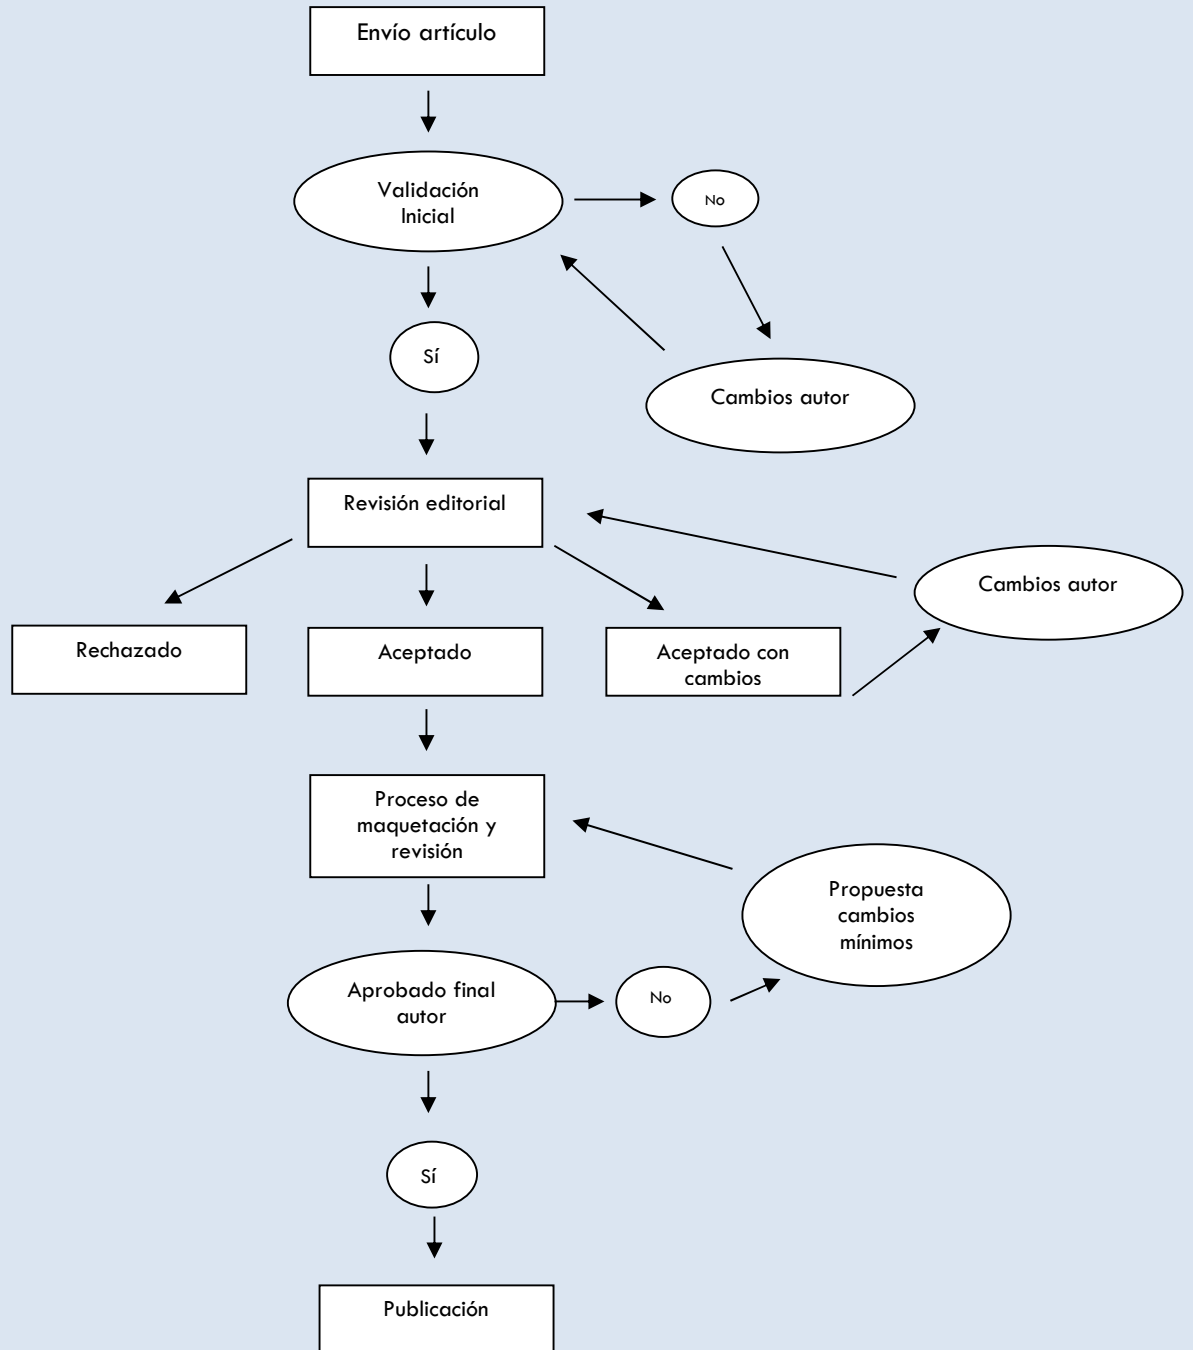 Envío artículo
Validación
Inicial
No
Sí
Cambios autor
Revisión editorial
Cambios autor
Rechazado
Aceptado
Aceptado con
cambios
Proceso de
maquetación y
revisión
Propuesta
cambios
mínimos
Aprobado final
autor
No
Sí
Publicación